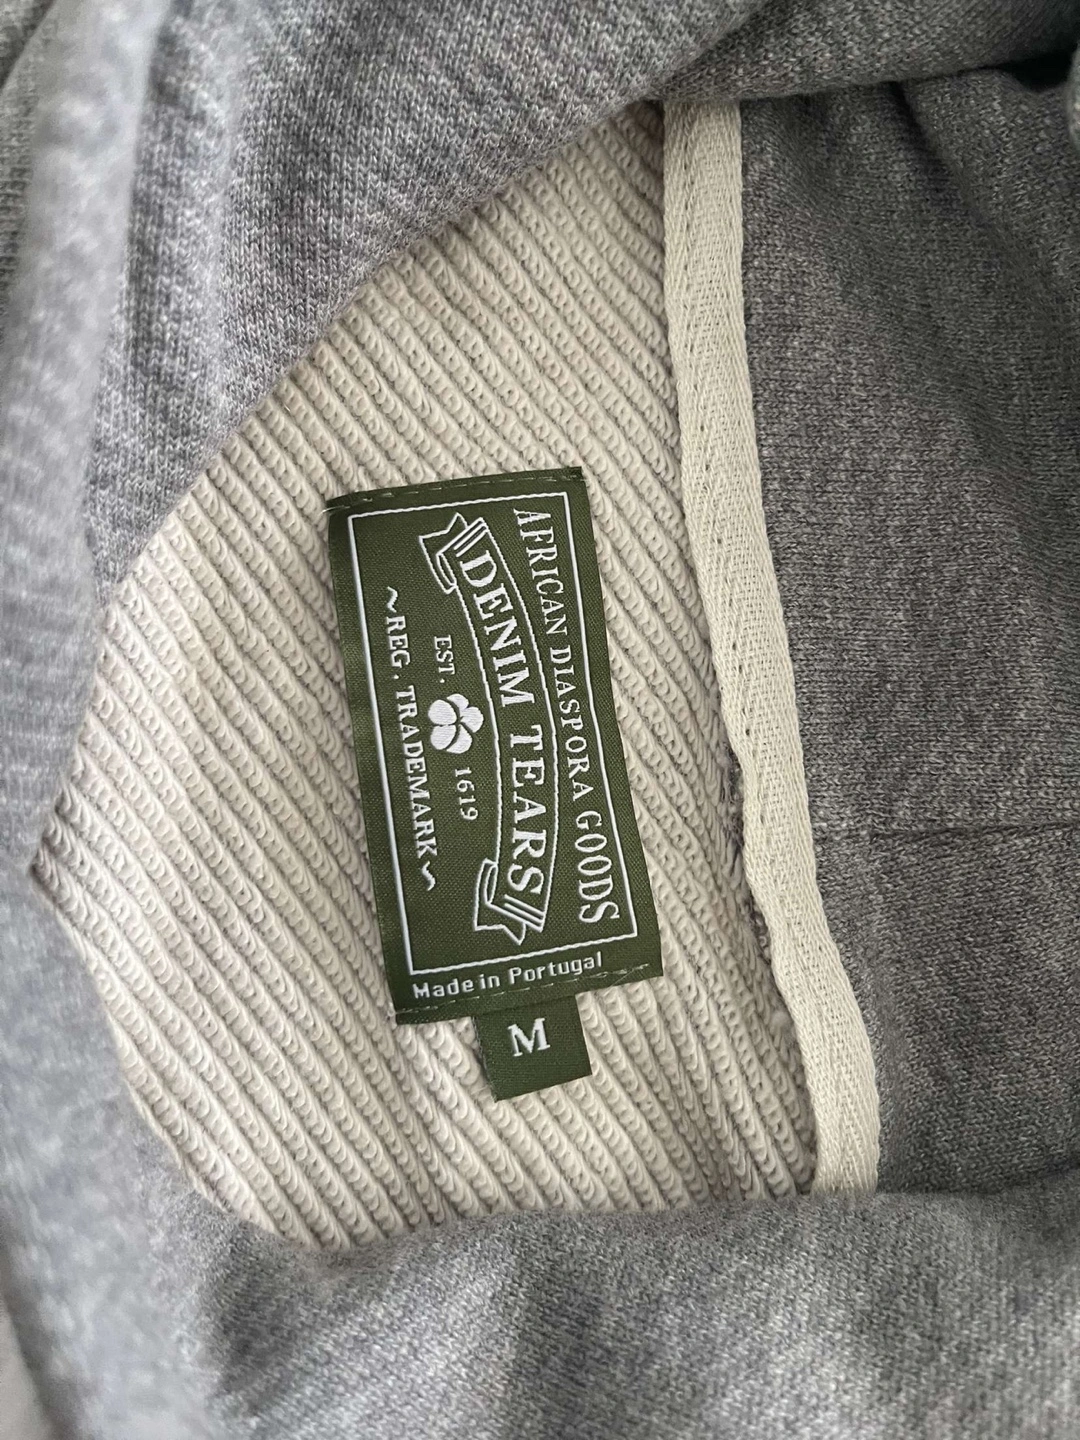 AFRICAN DIASPORA GOODS
DENIM TEARS
EST. 1619
~REG. TRADEMARK~
Made in Portugal
M